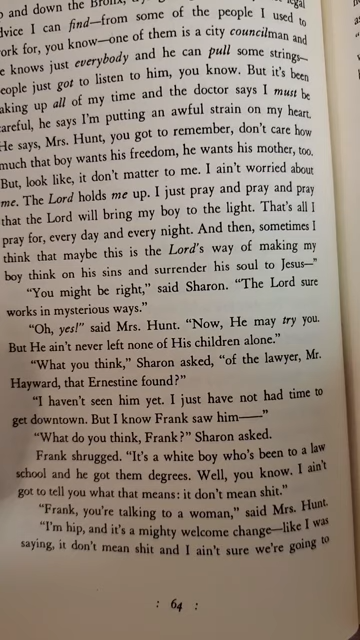 and down the Bronx, legal
dvice I can find—from some of the people I used to
ork for, you know—one of them is a city councilman and
e knows just everybody and he can pull some strings—
eople just got to listen to him, you know. But it's been
aking up all of my time and the doctor says I must be
careful, he says I'm putting an awful strain on my heart.
He says, Mrs. Hunt, you got to remember, don't care how
much that boy wants his freedom, he wants his mother, too.
But, look like, it don't matter to me. I ain't worried about
me. The Lord holds me up. I just pray and pray and pray
that the Lord will bring my boy to the light. That's all I
pray for, every day and every night. And then, sometimes I
think that maybe this is the Lord's way of making my
boy think on his sins and surrender his soul to Jesus—"
"You might be right," said Sharon. "The Lord sure
works in mysterious ways."
"Oh, yes!" said Mrs. Hunt. "Now, He may try you.
But He ain't never left none of His children alone."
"What you think," Sharon asked, "of the lawyer, Mr.
Hayward, that Ernestine found?"
"I haven't seen him yet. I just have not had time to
get downtown. But I know Frank saw him——"
"What do you think, Frank?" Sharon asked.
Frank shrugged. "It's a white boy who's been to a law
school and he got them degrees. Well, you know. I ain't
got to tell you what that means: it don't mean shit."
"Frank, you're talking to a woman," said Mrs. Hunt.
"I'm hip, and it's a mighty welcome change—like I was
saying, it don't mean shit and I ain't sure we're going to
: 64 :